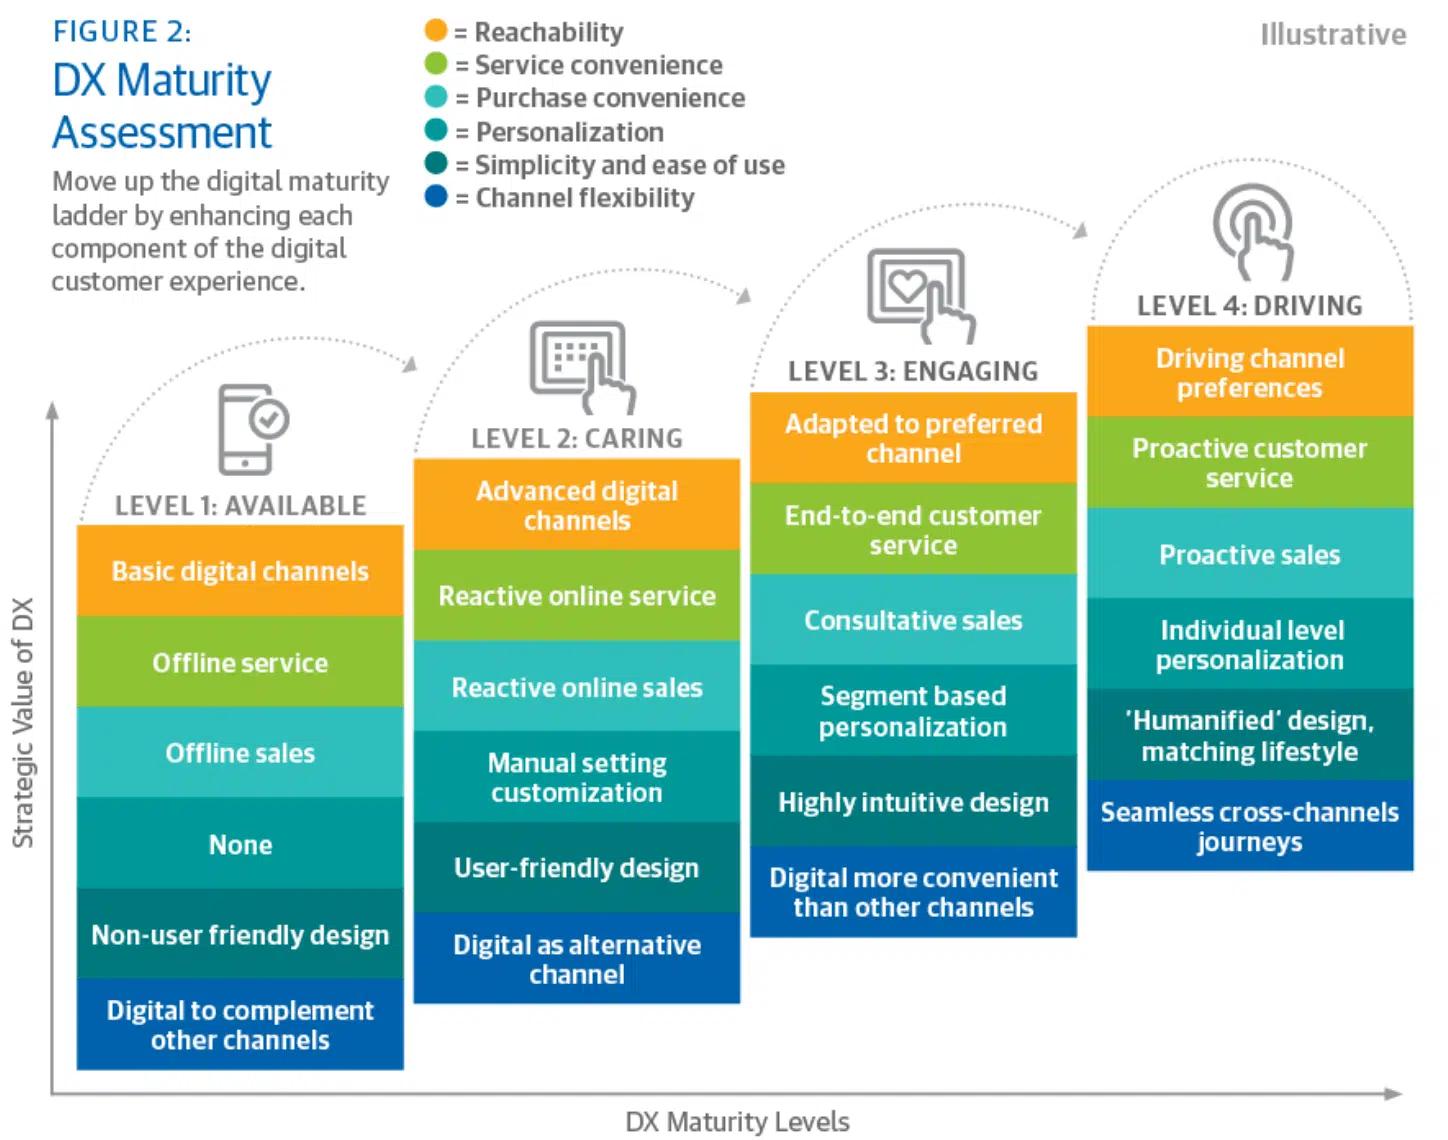 FIGURE 2:
DX Maturity
Assessment
Move up the digital maturity
ladder by enhancing each
component of the digital
customer experience.
= Reachability
= Service convenience
= Purchase convenience
= Personalization
= Simplicity and ease of use
= Channel flexibility
Illustrative
Strategic Value of DX
LEVEL 1: AVAILABLE
Basic digital channels
Offline service
Offline sales
None
Non-user friendly design
Digital to complement
other channels
LEVEL 2: CARING
Advanced digital
channels
Reactive online service
Reactive online sales
Manual setting
customization
User-friendly design
Digital as alternative
channel
LEVEL 3: ENGAGING
Adapted to preferred
channel
End-to-end customer
service
Consultative sales
Segment based
personalization
Highly intuitive design
Digital more convenient
than other channels
LEVEL 4: DRIVING
Driving channel
preferences
Proactive customer
service
Proactive sales
Individual level
personalization
'Humanified' design,
matching lifestyle
Seamless cross-channels
journeys
DX Maturity Levels